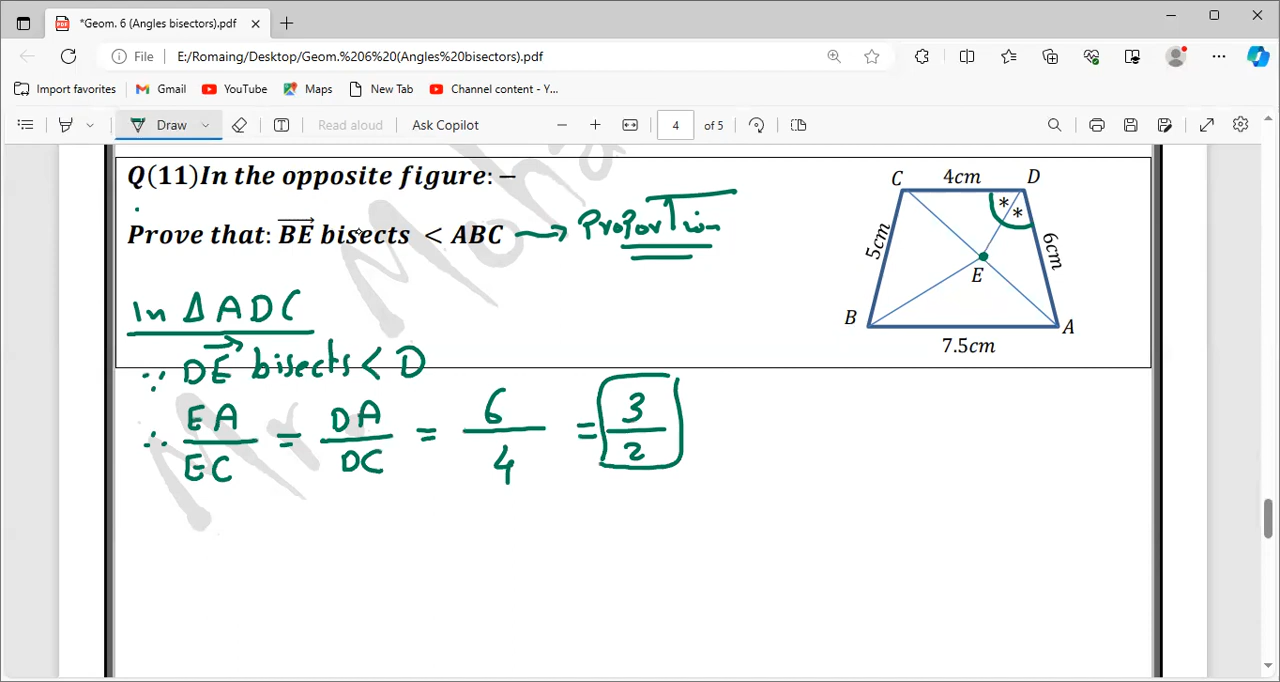 *Geom. 6 (Angles bisectors).pdf
File E:/Romaing/Desktop/Geom.%206%20(Angles%20bisectors).pdf
Import favorites Gmail YouTube Maps New Tab Channel content - Y...
Draw Read aloud Ask Copilot 4 of 5
Q(11)In the opposite figure: −
Prove that: BE bisects < ABC → Proportion
C 4cm D
* *
5cm 6cm
E
B A
7.5cm
In Δ ADC
∵ DE bisects < D
∴ EA/EC = DA/DC = 6/4 = 3/2
Mr. Moha